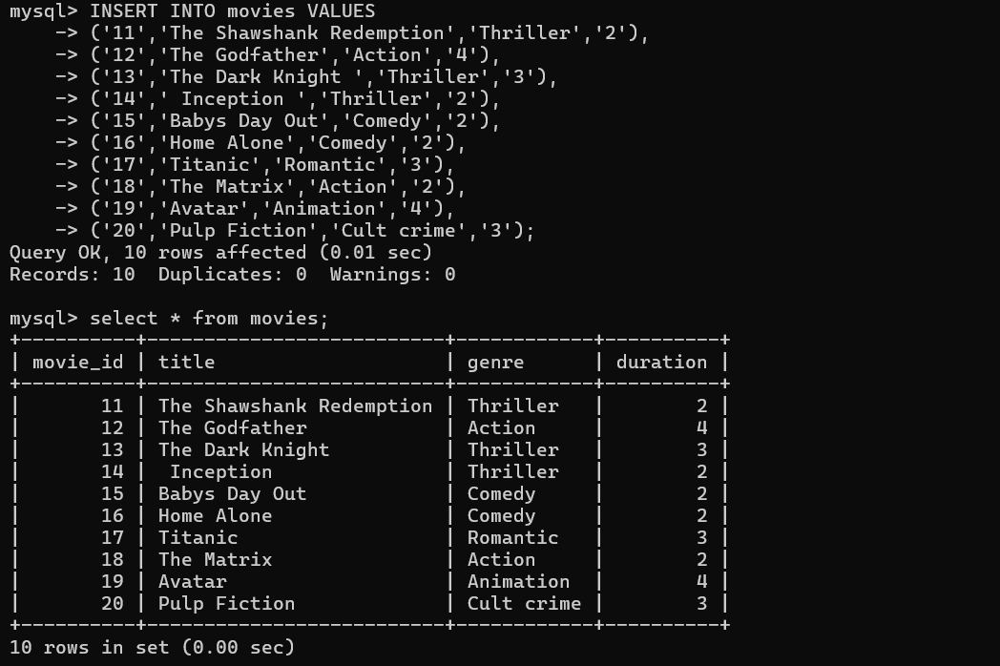 mysql> INSERT INTO movies VALUES
    -> ('11','The Shawshank Redemption','Thriller','2'),
    -> ('12','The Godfather','Action','4'),
    -> ('13','The Dark Knight ','Thriller','3'),
    -> ('14',' Inception ','Thriller','2'),
    -> ('15','Babys Day Out','Comedy','2'),
    -> ('16','Home Alone','Comedy','2'),
    -> ('17','Titanic','Romantic','3'),
    -> ('18','The Matrix','Action','2'),
    -> ('19','Avatar','Animation','4'),
    -> ('20','Pulp Fiction','Cult crime','3');
Query OK, 10 rows affected (0.01 sec)
Records: 10  Duplicates: 0  Warnings: 0

mysql> select * from movies;
+----------+--------------------------+------------+----------+
| movie_id | title                    | genre      | duration |
+----------+--------------------------+------------+----------+
|       11 | The Shawshank Redemption | Thriller   |        2 |
|       12 | The Godfather            | Action     |        4 |
|       13 | The Dark Knight          | Thriller   |        3 |
|       14 |  Inception               | Thriller   |        2 |
|       15 | Babys Day Out            | Comedy     |        2 |
|       16 | Home Alone               | Comedy     |        2 |
|       17 | Titanic                  | Romantic   |        3 |
|       18 | The Matrix               | Action     |        2 |
|       19 | Avatar                   | Animation  |        4 |
|       20 | Pulp Fiction             | Cult crime |        3 |
+----------+--------------------------+------------+----------+
10 rows in set (0.00 sec)